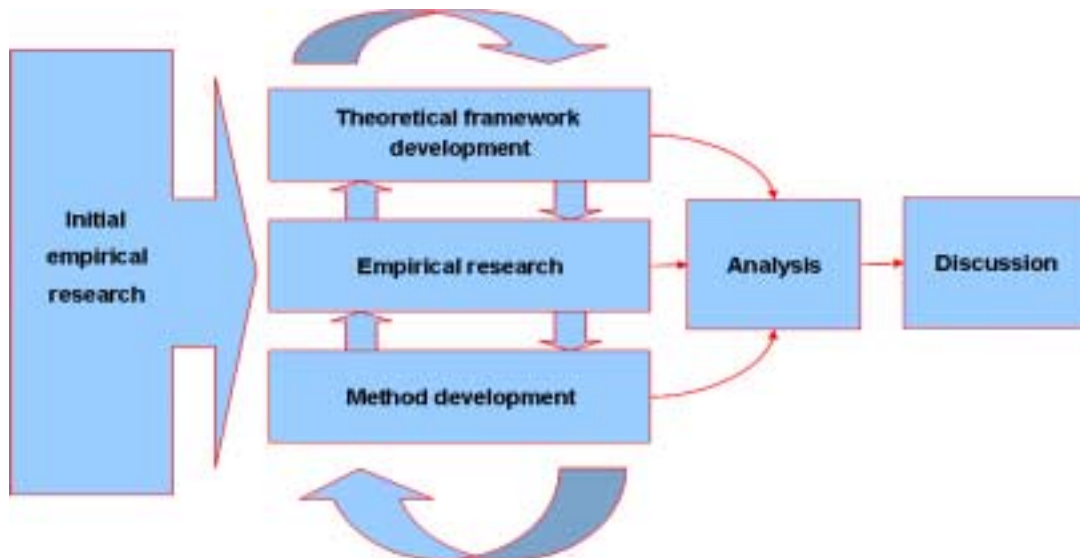 Initial
empirical
research
Theoretical framework
development
Empirical research
Method development
Analysis
Discussion